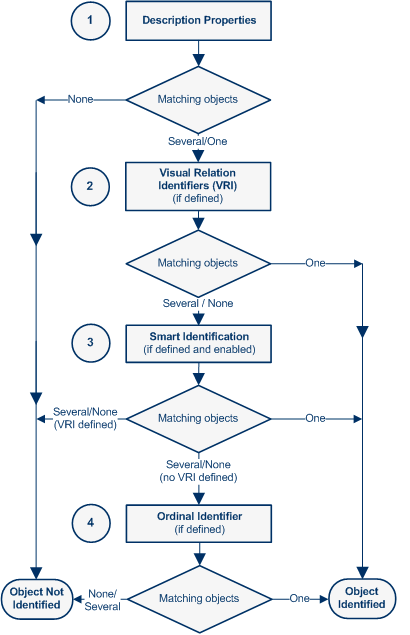 1
Description Properties
Matching objects
None
Several/One
2
Visual Relation
Identifiers (VRI)
(if defined)
Matching objects
One
Several / None
3
Smart Identification
(if defined and enabled)
Several/None
(VRI defined)
Matching objects
One
Several/None
(no VRI defined)
4
Ordinal Identifier
(if defined)
Object Not
Identified
None/
Several
Matching objects
One
Object
Identified